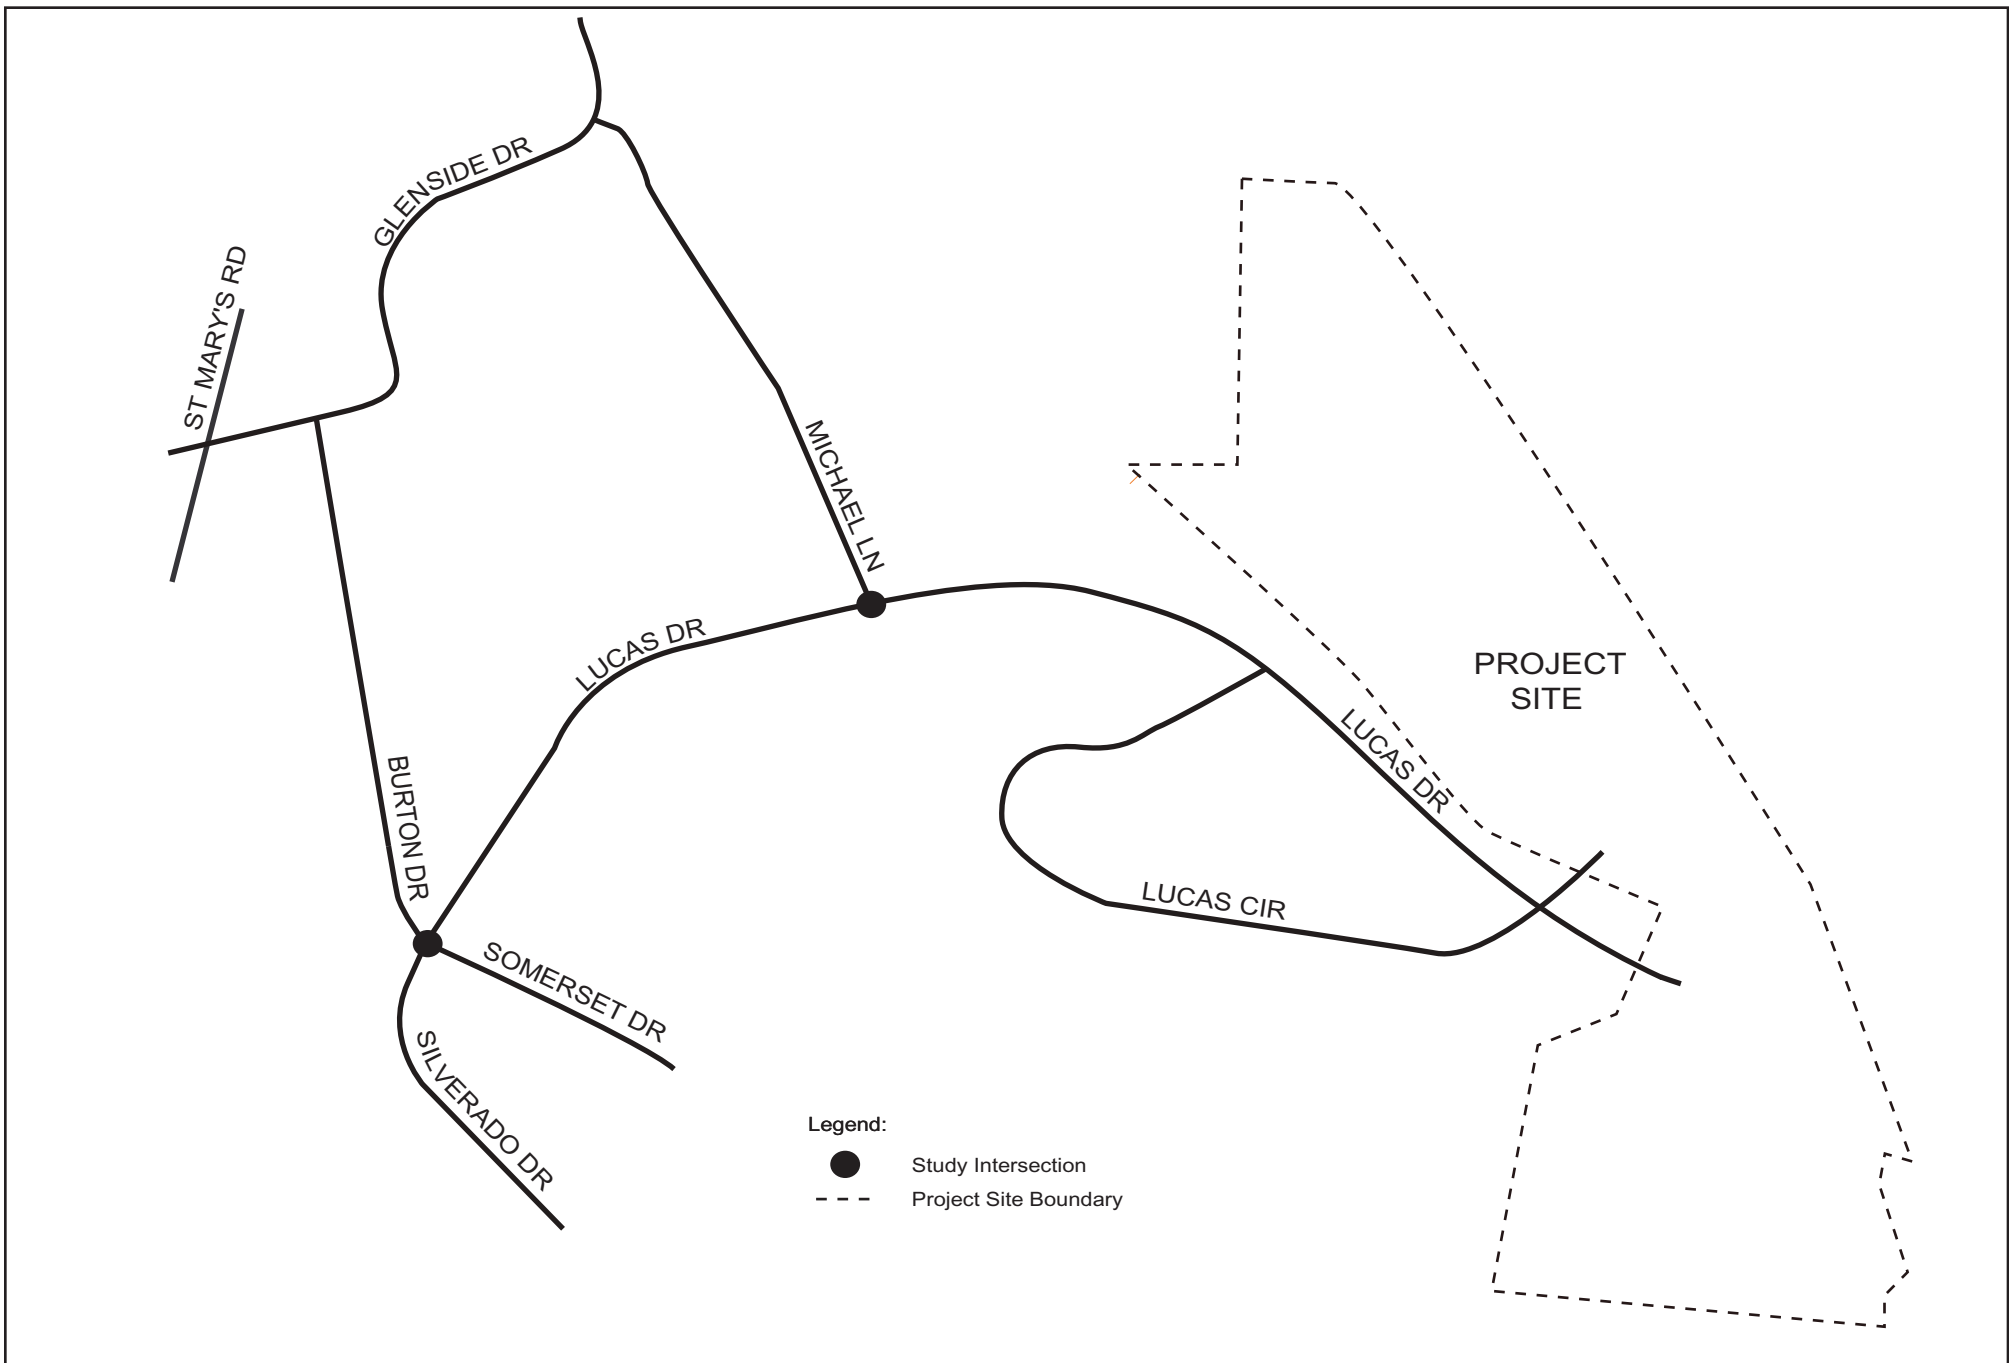 GLENSIDE DR
ST MARY'S RD
MICHAEL LN
LUCAS DR
PROJECT
SITE
LUCAS DR
BURTON DR
LUCAS CIR
SOMERSET DR
SILVERADO DR
Legend:
Study Intersection
Project Site Boundary